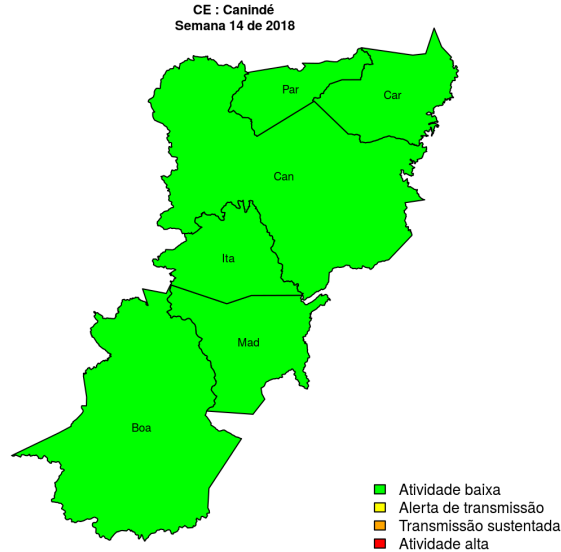 CE : Canindé
Semana 14 de 2018
Par
Car
Can
Ita
Mad
Boa
Atividade baixa
Alerta de transmissão
Transmissão sustentada
Atividade alta